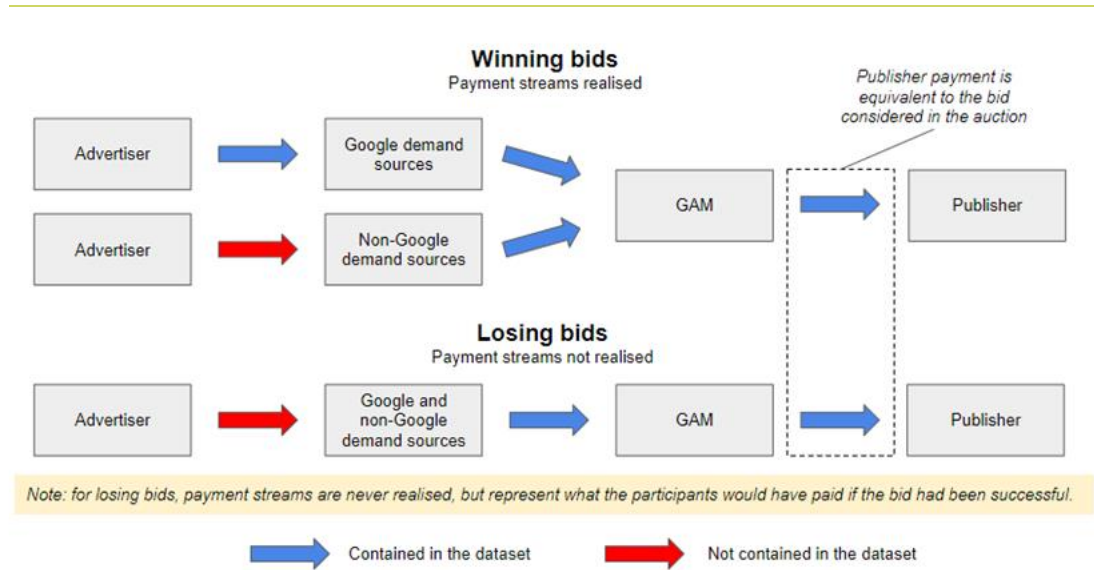 Winning bids
Payment streams realised
Publisher payment is
equivalent to the bid
considered in the auction
Advertiser
Google demand
sources
GAM
Publisher
Advertiser
Non-Google
demand sources
Losing bids
Payment streams not realised
Advertiser
Google and
non-Google
demand sources
GAM
Publisher
Note: for losing bids, payment streams are never realised, but represent what the participants would have paid if the bid had been successful.
Contained in the dataset
Not contained in the dataset